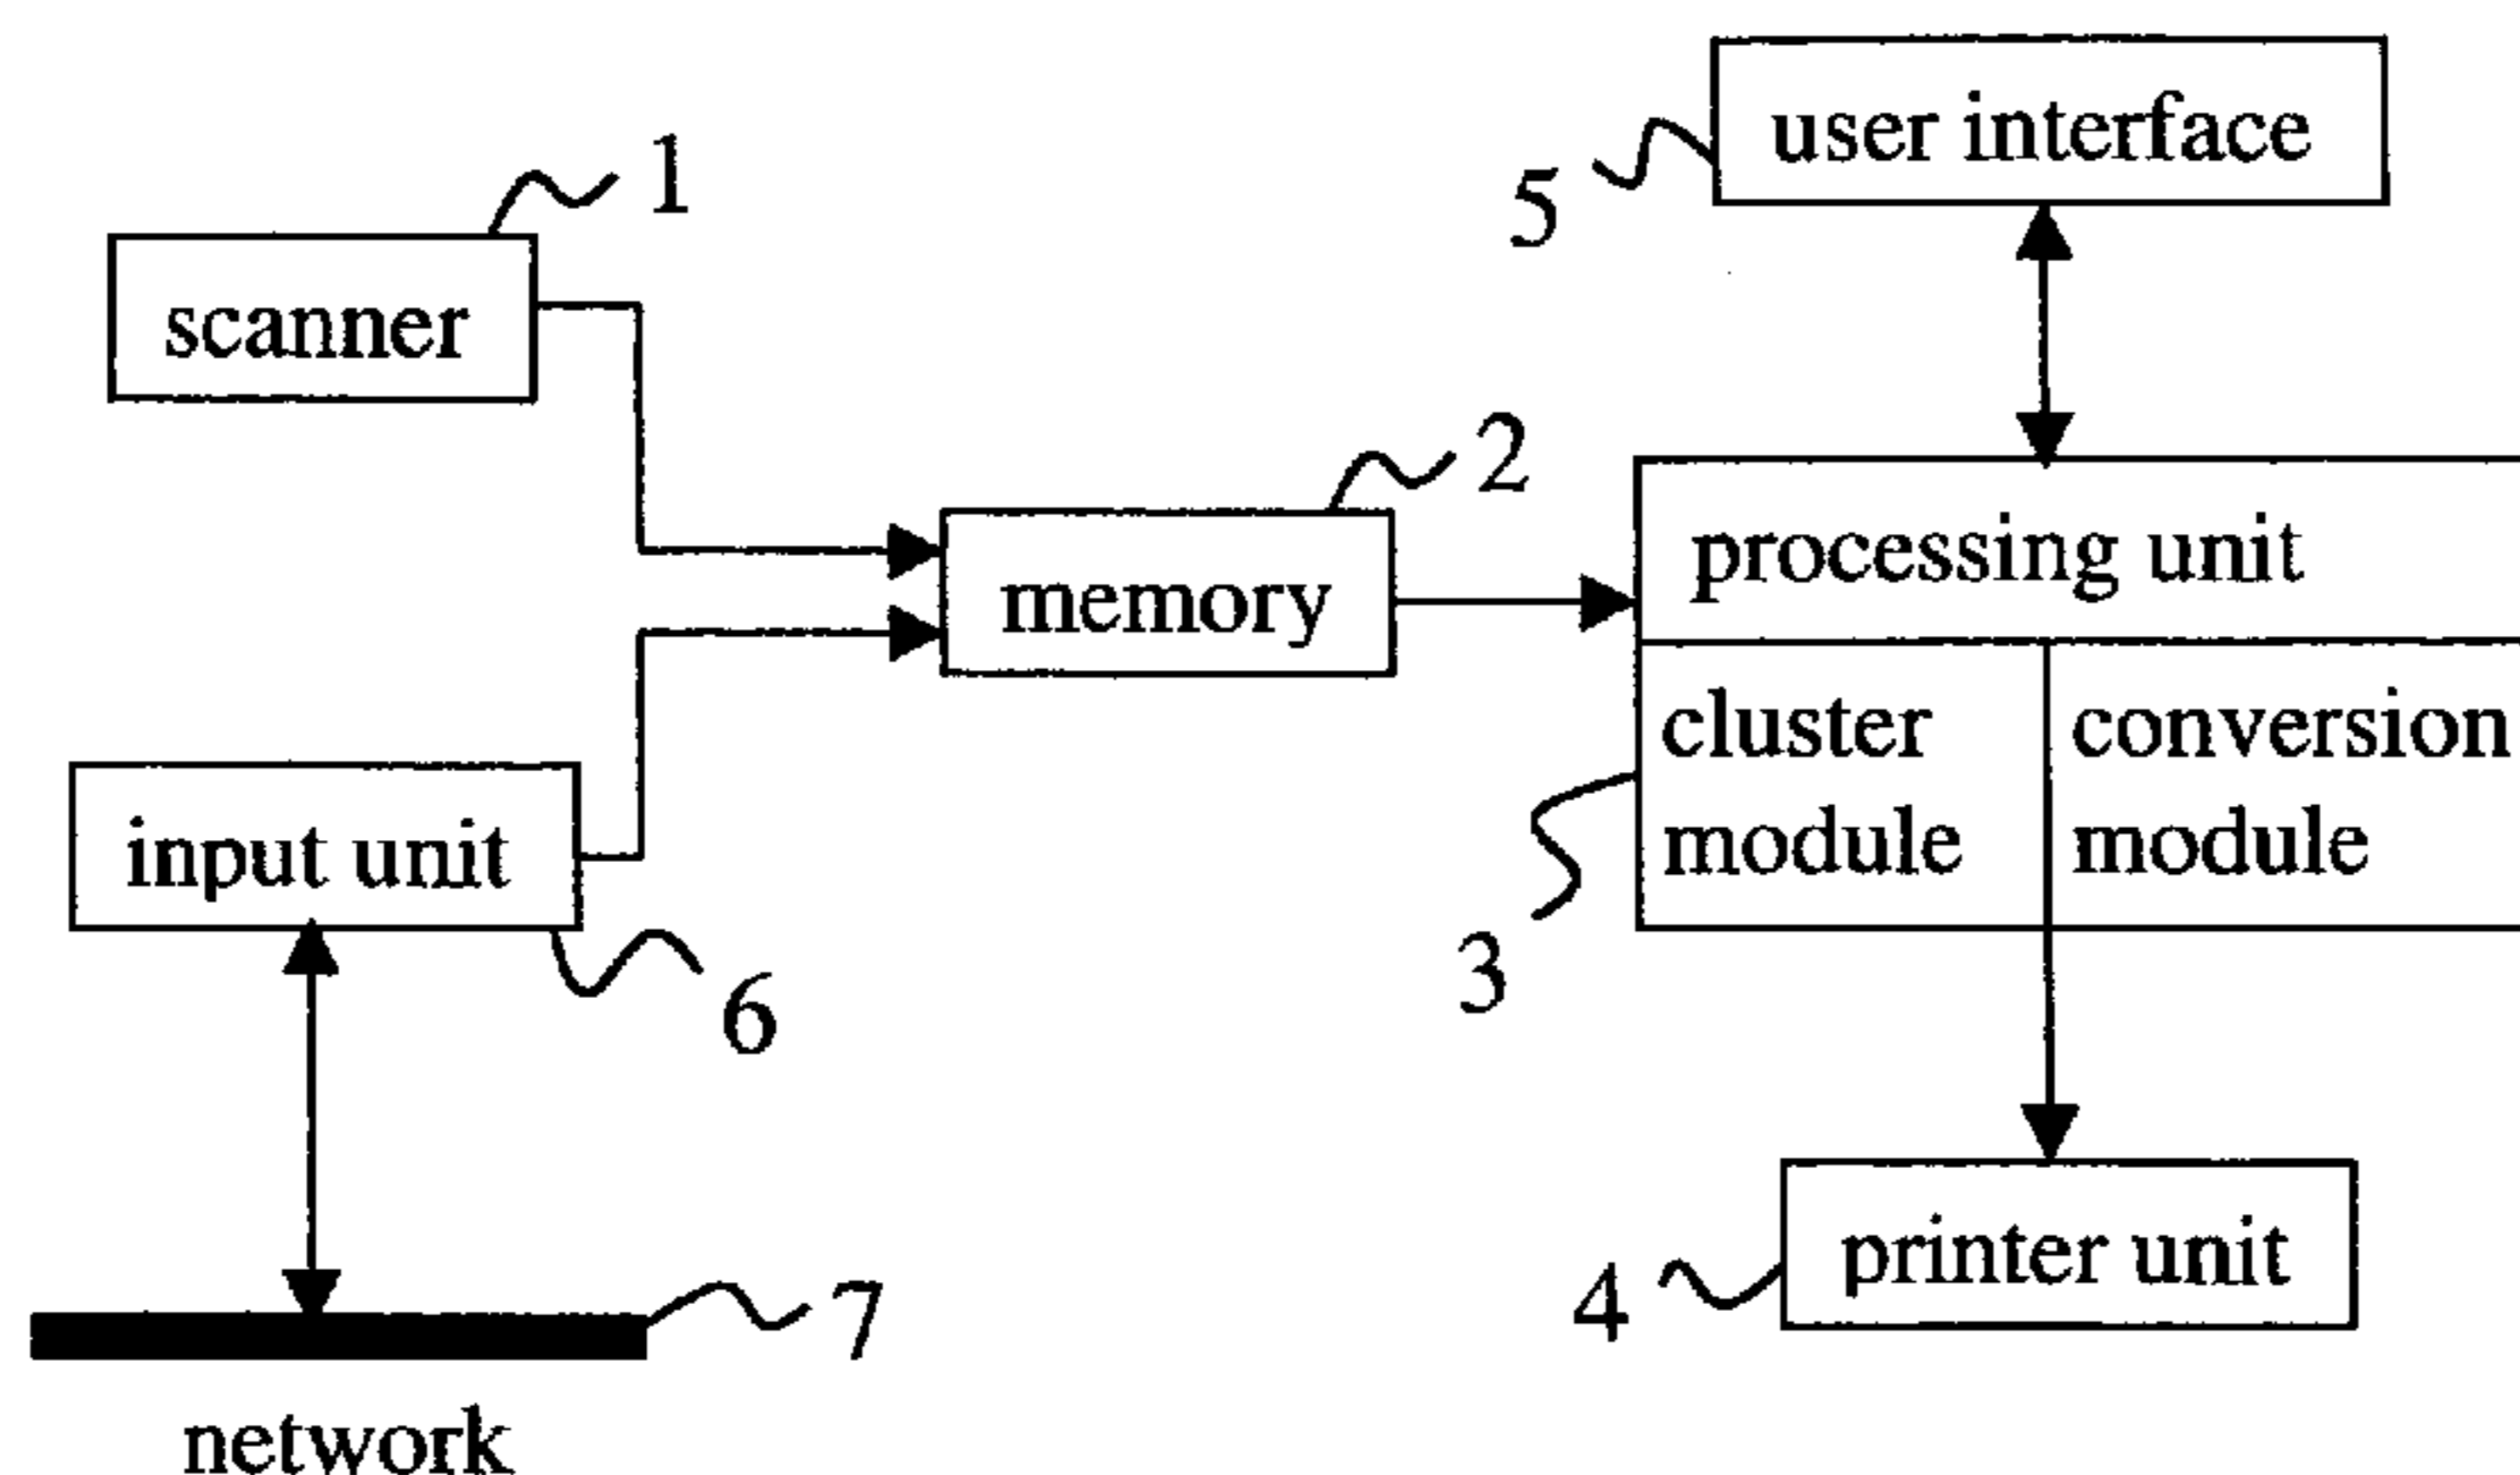 1
scanner
5
user interface
2
memory
processing unit
cluster
module
conversion
module
3
input unit
6
7
network
4
printer unit